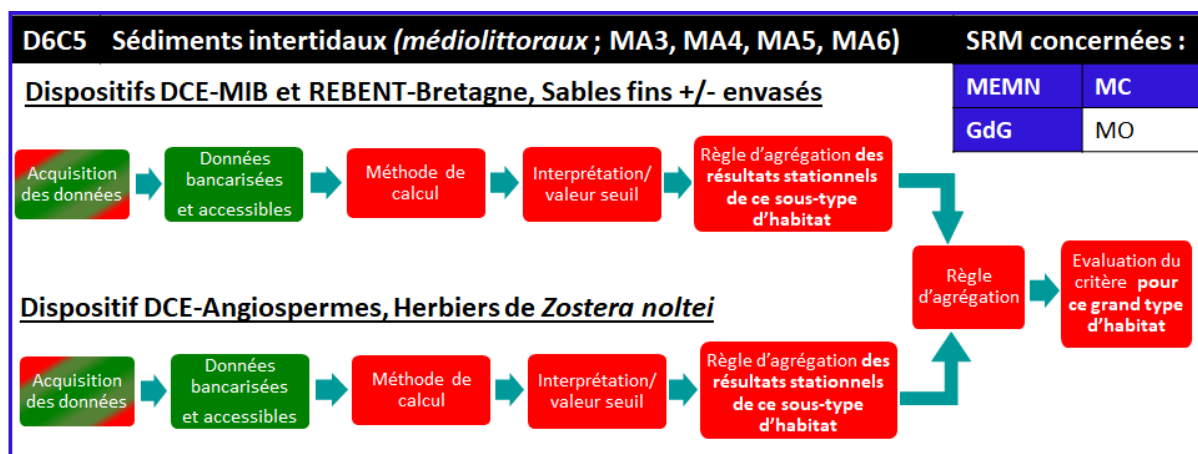 D6C5 Sédiments intertidaux (médiolittoraux ; MA3, MA4, MA5, MA6)
SRM concernées :
MEMN
MC
GdG
MO
Dispositifs DCE-MIB et REBENT-Bretagne, Sables fins +/- envasés
Acquisition
des données
Données
bancarisées
et accessibles
Méthode de
calcul
Interprétation/
valeur seuil
Règle d'agrégation des
résultats stationnels
de ce sous-type
d'habitat
Règle
d'agrégation
Evaluation du
critère pour
ce grand type
d'habitat
Dispositif DCE-Angiospermes, Herbiers de Zostera noltei
Acquisition
des données
Données
bancarisées
et accessibles
Méthode de
calcul
Interprétation/
valeur seuil
Règle d'agrégation des
résultats stationnels
de ce sous-type
d'habitat